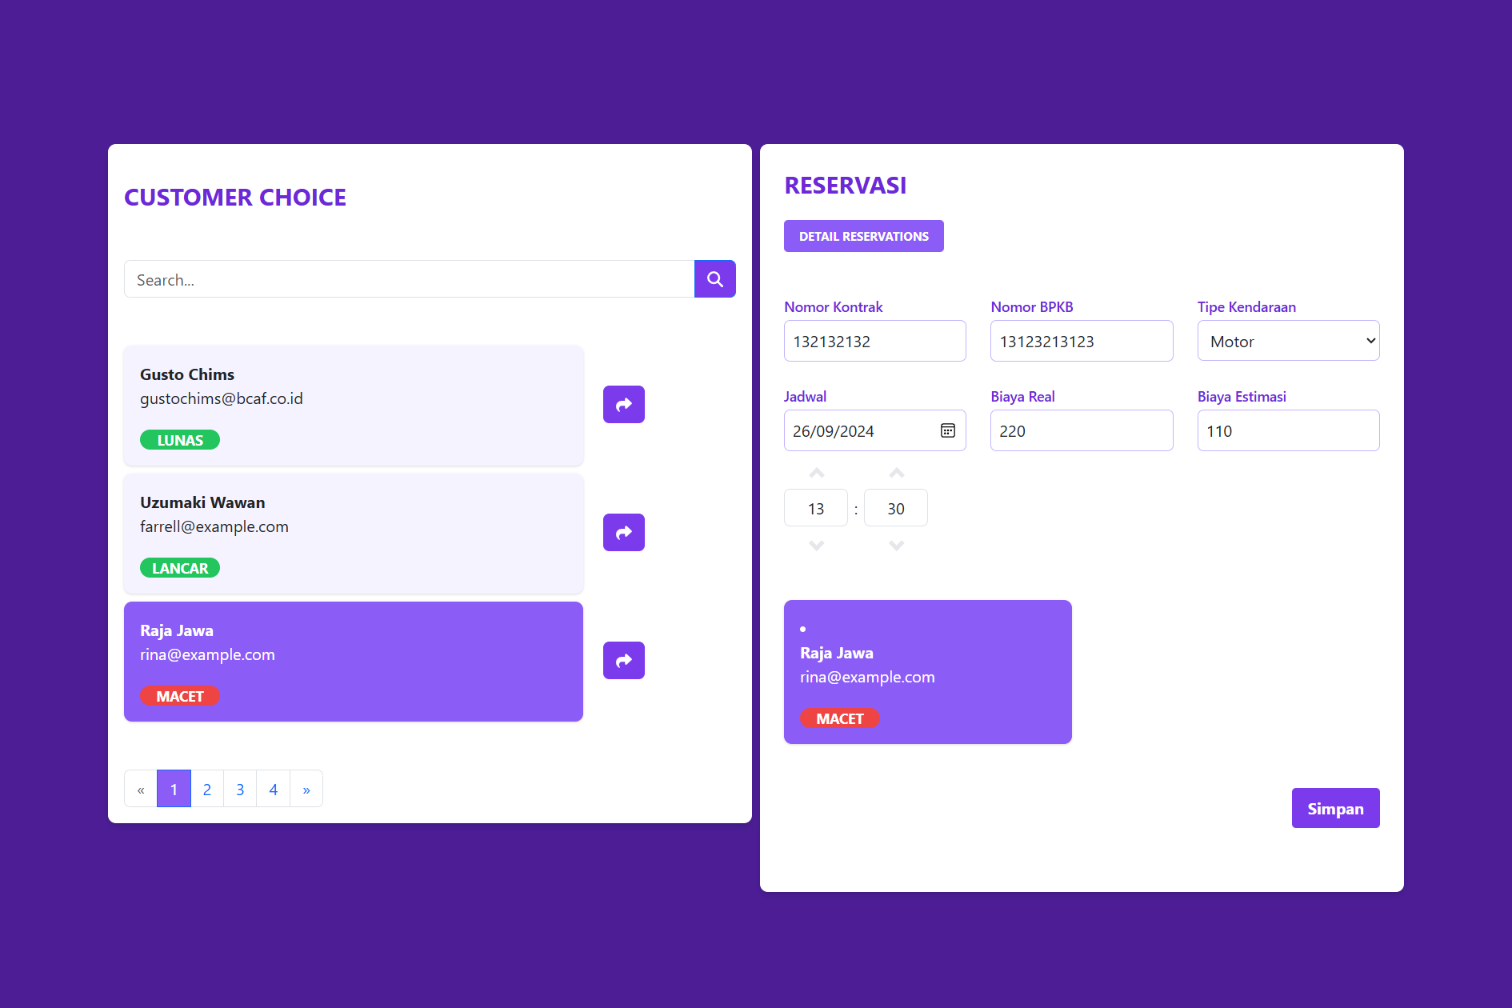 CUSTOMER CHOICE
Search...
Gusto Chims
gustochims@bcaf.co.id
LUNAS
Uzumaki Wawan
farrell@example.com
LANCAR
Raja Jawa
rina@example.com
MACET
« 1 2 3 4 »
RESERVASI
DETAIL RESERVATIONS
Nomor Kontrak Nomor BPKB Tipe Kendaraan
132132132 13123213123 Motor
Jadwal Biaya Real Biaya Estimasi
26/09/2024 220 110
13 : 30
Raja Jawa
rina@example.com
MACET
Simpan